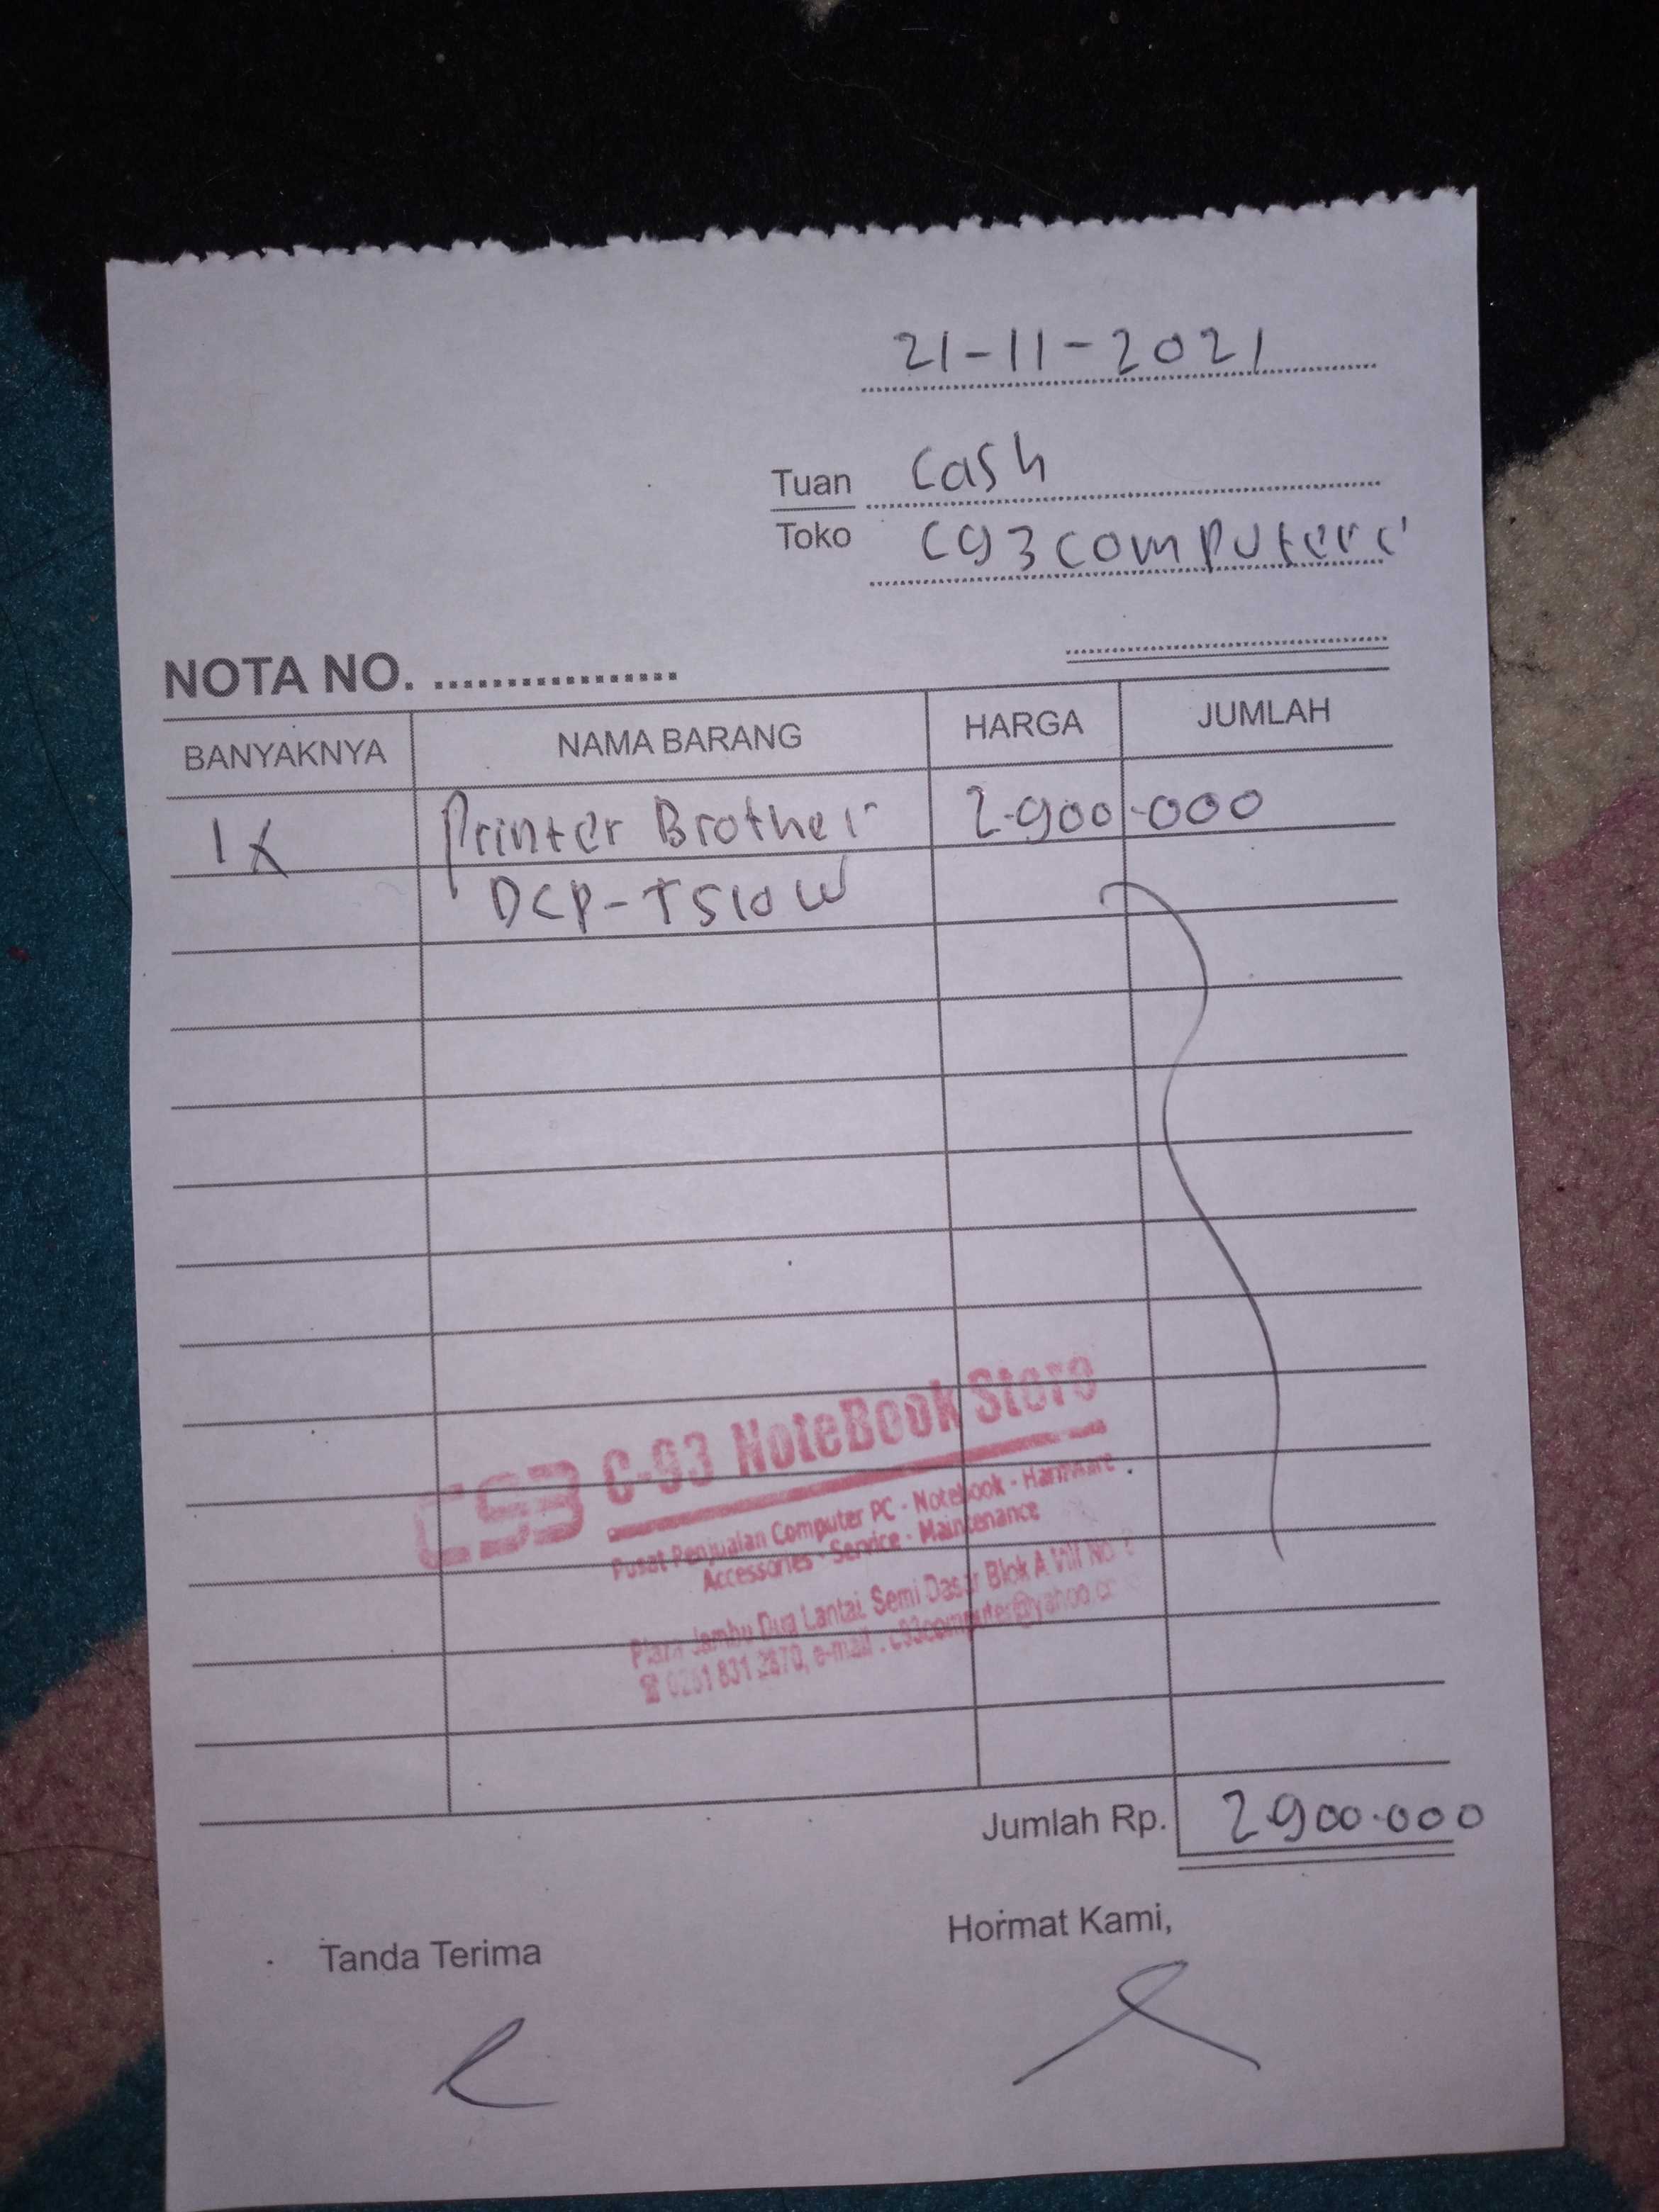 21-11-2021
Tuan Cash
Toko C93 computer
NOTA NO. .................
BANYAKNYA NAMA BARANG HARGA JUMLAH
1X Printer Brother 2.900.000
DCP-T510W
C93 C-93 NoteBook Store
Pusat Penjualan Computer PC - Notebook - Hardware
Accessories - Service - Maintenance
Plaza Jambu Dua Lantai Semi Dasar Blok A VIII No
0251 831 2870, e-mail : c93computer@yahoo.c
Jumlah Rp. 2.900.000
Tanda Terima Hormat Kami,